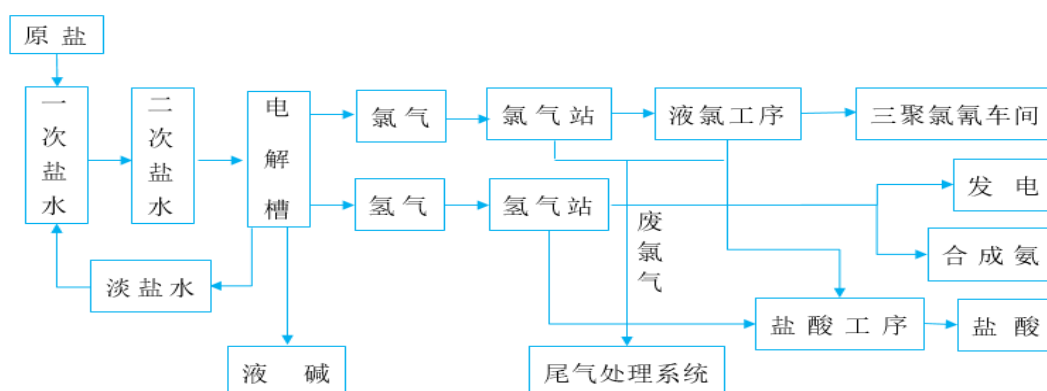 原盐
一次盐水
二次盐水
电解槽
氯气
氯气站
液氯工序
三聚氯氰车间
氢气
氢气站
废氯气
发电
合成氨
淡盐水
盐酸工序
盐酸
液碱
尾气处理系统